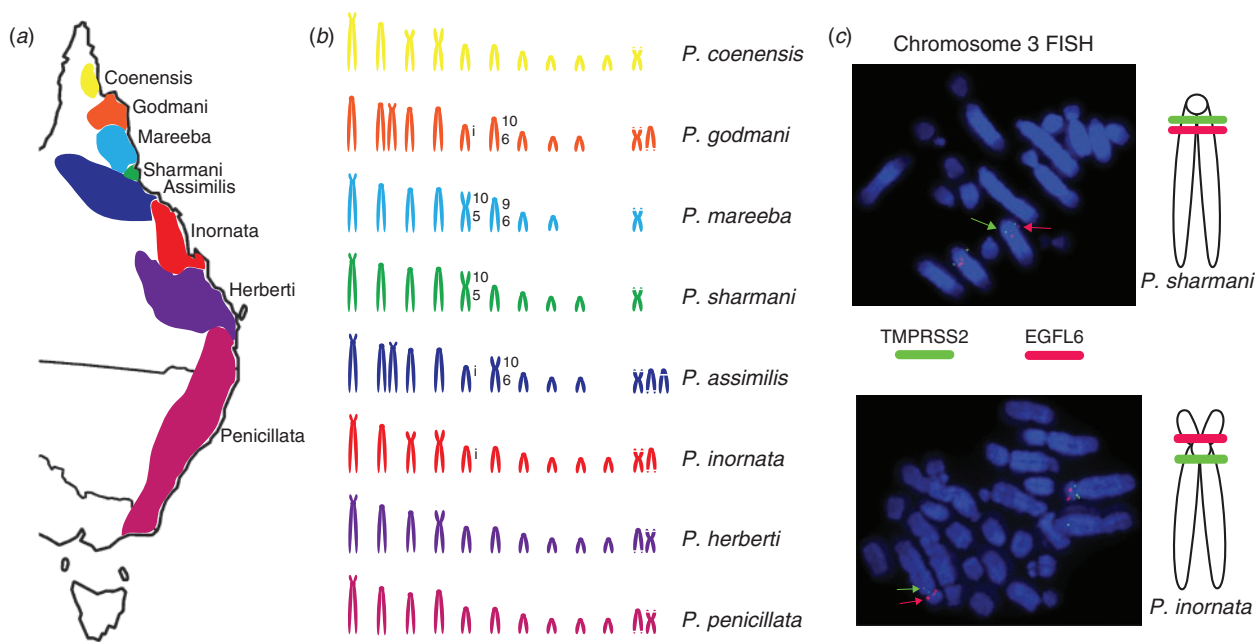 (a)
Coenensis
Godmani
Mareeba
Sharmani
Assimilis
Inornata
Herberti
Penicillata
(b)
P. coenensis
i
10
6
P. godmani
10
5
9
6
P. mareeba
10
5
P. sharmani
i
10
6
P. assimilis
i
P. inornata
P. herberti
P. penicillata
(c)
Chromosome 3 FISH
P. sharmani
TMPRSS2
EGFL6
P. inornata